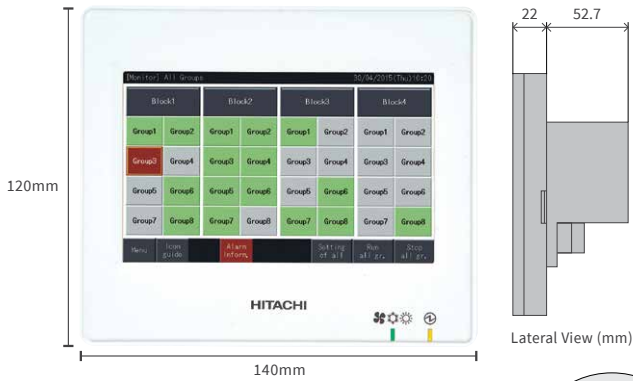 22 52.7
[Monitor] All Groups 30/04/2015(Thu)10:20
Block1 Block2 Block3 Block4
Group1 Group2 Group1 Group2 Group1 Group2 Group1 Group2
Group3 Group4 Group3 Group4 Group3 Group4 Group3 Group4
120mm
Group5 Group6 Group5 Group6 Group5 Group6 Group5 Group6
Group7 Group8 Group7 Group8 Group7 Group8 Group7 Group8
Menu Icon guide Alarm Inform. Setting of all Run all gr. Stop all gr.
HITACHI
Lateral View (mm)
140mm